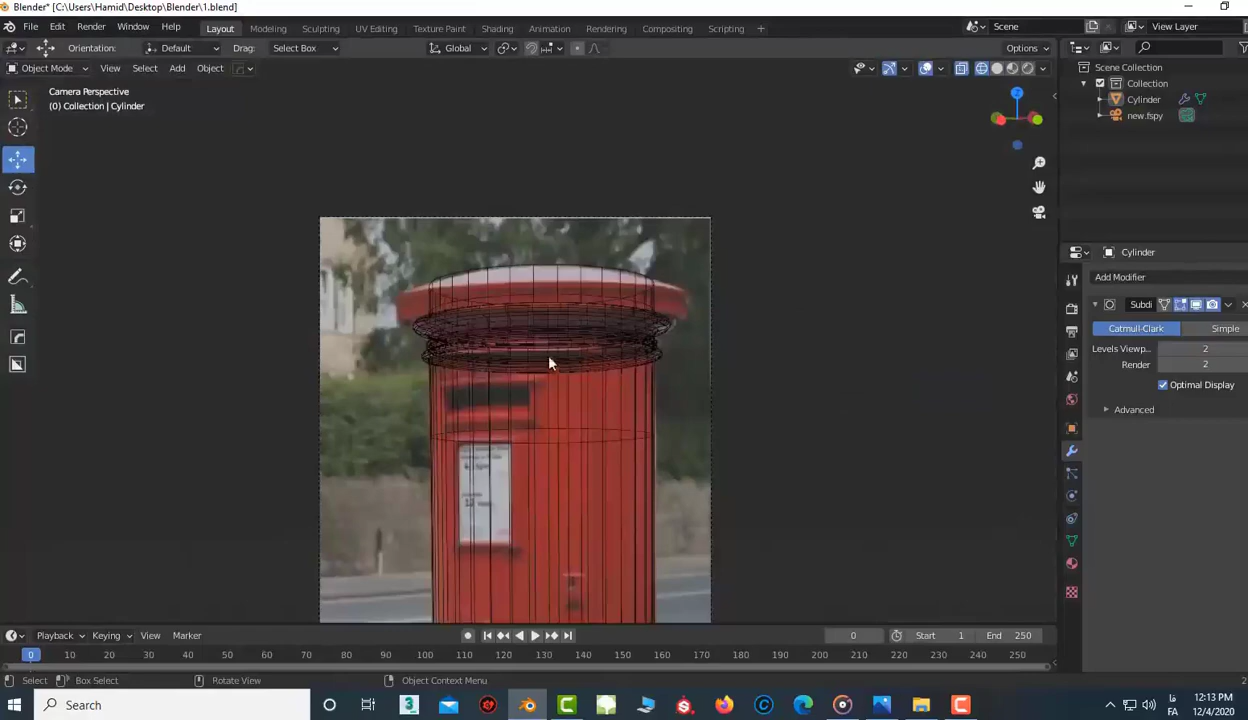 Blender* [C:\Users\Hamid\Desktop\Blender\1.blend]
File Edit Render Window Help Layout Modeling Sculpting UV Editing Texture Paint Shading Animation Rendering Compositing Scripting + Scene View Layer
Orientation: Default Drag: Select Box Global Options
Object Mode View Select Add Object
Scene Collection
Collection
Cylinder
new.fspy
Camera Perspective
(0) Collection | Cylinder
Z
Cylinder
Add Modifier
Subdi
Catmull-Clark Simple
Levels Viewp... 2
Render 2
Optimal Display
Advanced
Playback Keying View Marker 0 Start 1 End 250
0 10 20 30 40 50 60 70 80 90 100 110 120 130 140 150 160 170 180 190 200 210 220 230 240 250
Select Box Select Rotate View Object Context Menu 2
Search
فا
FA
12:13 PM
12/4/2020